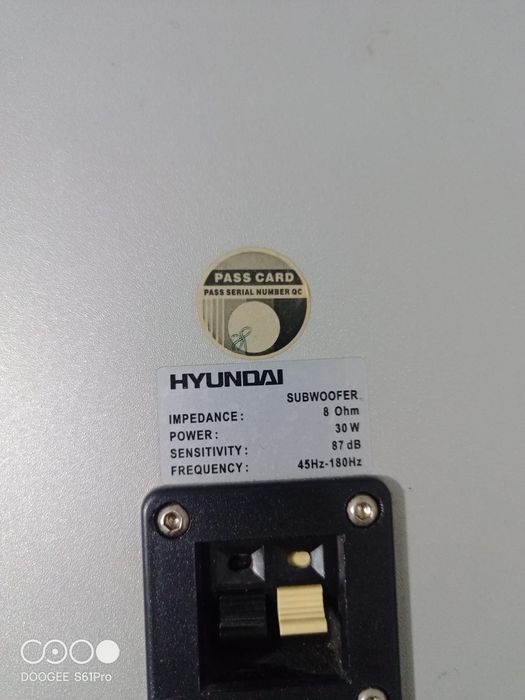 PASS CARD
PASS SERIAL NUMBER QC
HYUNDAI
SUBWOOFER
IMPEDANCE: 8 Ohm
POWER: 30 W
SENSITIVITY: 87 dB
FREQUENCY: 45Hz-180Hz
DOOGEE S61Pro